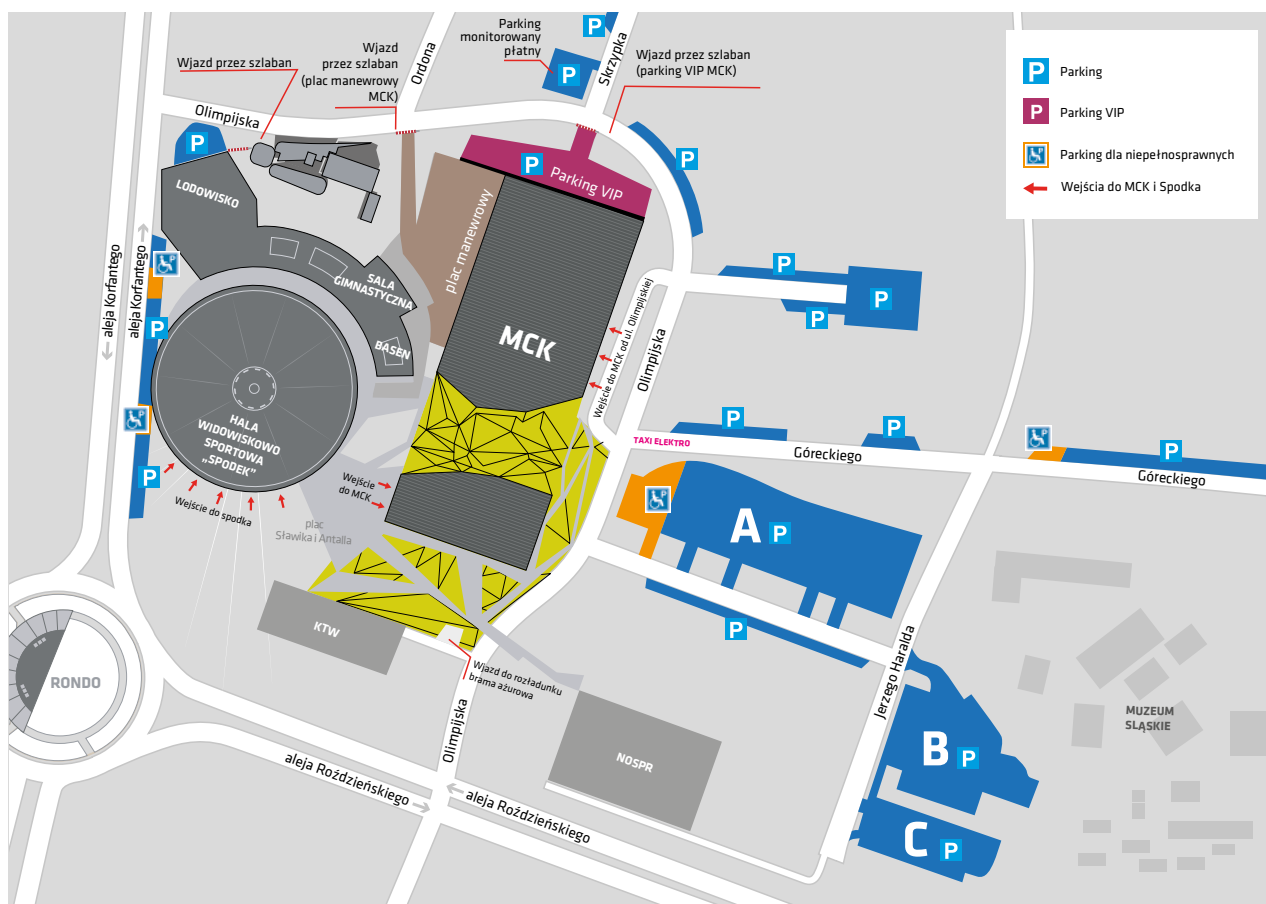 Parking
monitorowany
płatny
P
Skrzypka
Wjazd
przez szlaban
(plac manewrowy
MCK)
Ordona
Wjazd przez szlaban
(parking VIP MCK)
Wjazd przez szlaban
P
P
Parking
P
Parking VIP
P
Parking dla niepełnosprawnych
Wejścia do MCK i Spodka
Olimpijska
P
P
Parking VIP
P
LODOWISKO
plac manewrowy
aleja Korfantego
aleja Korfantego
P
SALA
GIMNASTYCZNA
BASEN
P
P
P
P
MCK
Wejście do MCK od ul. Olimpijskiej
Olimpijska
P
HALA
WIDOWISKOWO
SPORTOWA
„SPODEK”
P
P
TAXI ELEKTRO
P
P
Góreckiego
P
P
Góreckiego
P
Wejście
do MCK
Wejście do spodka
plac
Sławika i Antalla
P
A P
P
KTW
Wjazd do rozładunku
brama ażurowa
Jerzego Haralda
RONDO
Olimpijska
NOSPR
MUZEUM
ŚLĄSKIE
B P
C P
aleja Roździeńskiego
aleja Roździeńskiego